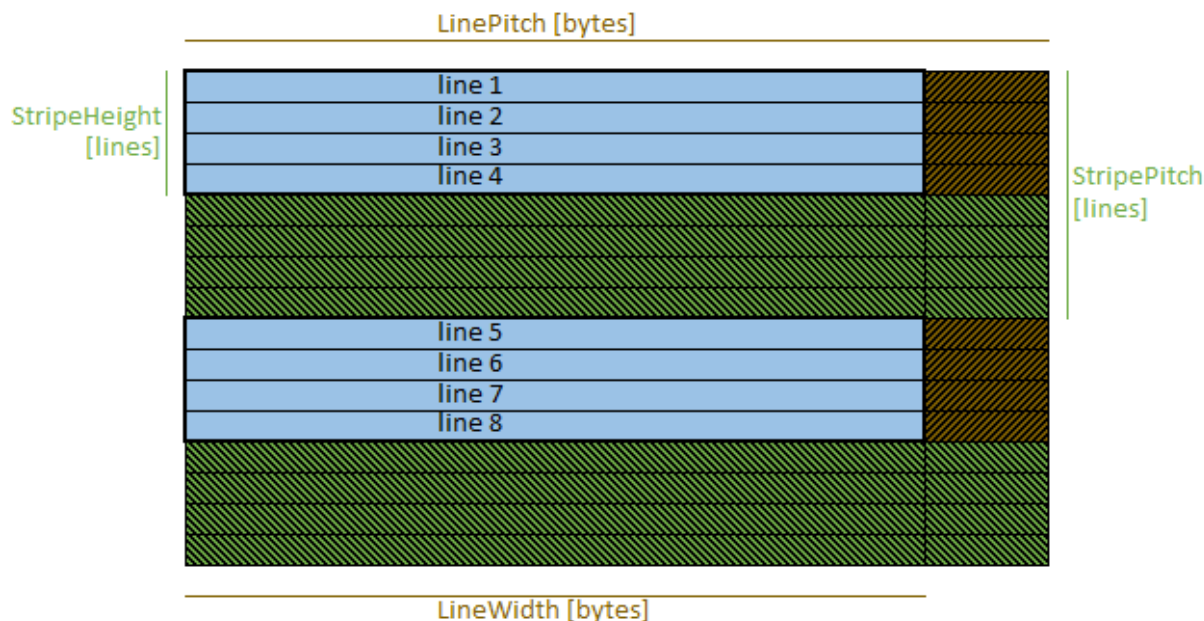 LinePitch [bytes]
line 1
line 2
line 3
line 4
StripeHeight
[lines]
StripePitch
[lines]
line 5
line 6
line 7
line 8
LineWidth [bytes]